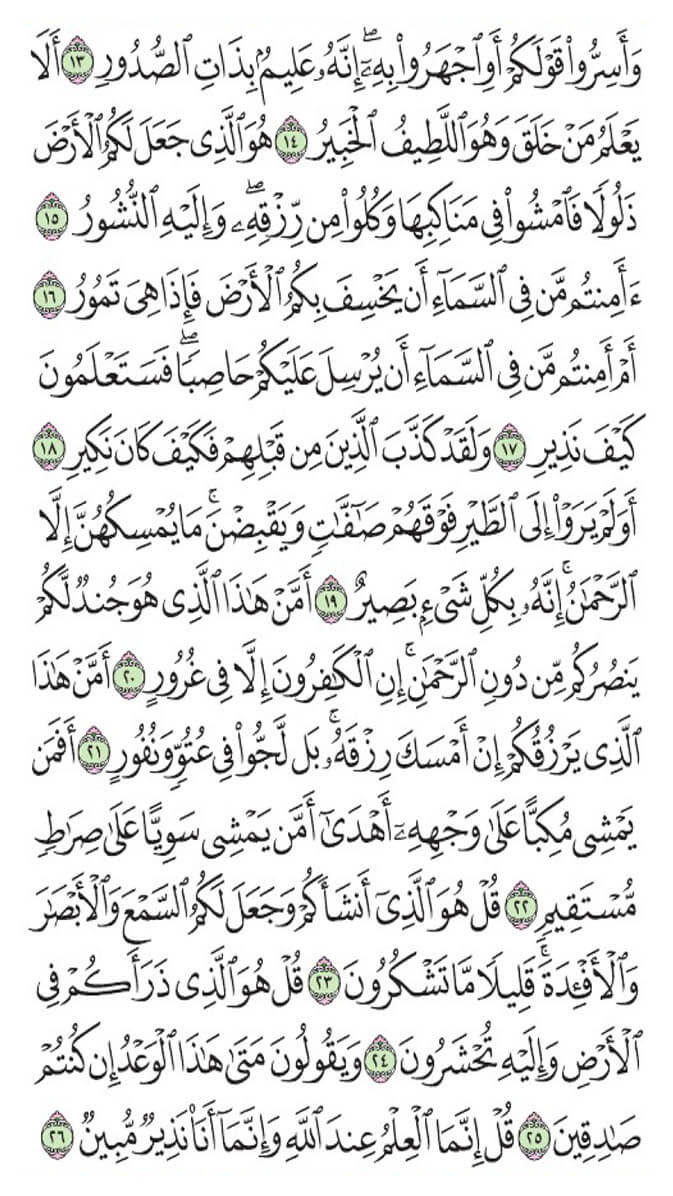 وَأَسِرُّوا۟ قَوْلَكُمْ أَوِ ٱجْهَرُوا۟ بِهِۦٓ ۖ إِنَّهُۥ عَلِيمٌۢ بِذَاتِ ٱلصُّدُورِ ١٣ أَلَا
يَعْلَمُ مَنْ خَلَقَ وَهُوَ ٱللَّطِيفُ ٱلْخَبِيرُ ١٤ هُوَ ٱلَّذِى جَعَلَ لَكُمُ ٱلْأَرْضَ
ذَلُولًا فَٱمْشُوا۟ فِى مَنَاكِبِهَا وَكُلُوا۟ مِن رِّزْقِهِۦ ۖ وَإِلَيْهِ ٱلنُّشُورُ ١٥
ءَأَمِنتُم مَّن فِى ٱلسَّمَآءِ أَن يَخْسِفَ بِكُمُ ٱلْأَرْضَ فَإِذَا هِىَ تَمُورُ ١٦
أَمْ أَمِنتُم مَّن فِى ٱلسَّمَآءِ أَن يُرْسِلَ عَلَيْكُمْ حَاصِبًا ۖ فَسَتَعْلَمُونَ
كَيْفَ نَذِيرِ ١٧ وَلَقَدْ كَذَّبَ ٱلَّذِينَ مِن قَبْلِهِمْ فَكَيْفَ كَانَ نَكِيرِ ١٨
أَوَلَمْ يَرَوْا۟ إِلَى ٱلطَّيْرِ فَوْقَهُمْ صَـٰٓفَّـٰتٍ وَيَقْبِضْنَ ۚ مَا يُمْسِكُهُنَّ إِلَّا
ٱلرَّحْمَـٰنُ ۚ إِنَّهُۥ بِكُلِّ شَىْءٍۭ بَصِيرٌ ١٩ أَمَّنْ هَـٰذَا ٱلَّذِى هُوَ جُندٌ لَّكُمْ
يَنصُرُكُم مِّن دُونِ ٱلرَّحْمَـٰنِ ۚ إِنِ ٱلْكَـٰفِرُونَ إِلَّا فِى غُرُورٍ ٢٠ أَمَّنْ هَـٰذَا
ٱلَّذِى يَرْزُقُكُمْ إِنْ أَمْسَكَ رِزْقَهُۥ ۚ بَل لَّجُّوا۟ فِى عُتُوٍّ وَنُفُورٍ ٢١ أَفَمَن
يَمْشِى مُكِبًّا عَلَىٰ وَجْهِهِۦٓ أَهْدَىٰٓ أَمَّن يَمْشِى سَوِيًّا عَلَىٰ صِرَٰطٍ
مُّسْتَقِيمٍ ٢٢ قُلْ هُوَ ٱلَّذِىٓ أَنشَأَكُمْ وَجَعَلَ لَكُمُ ٱلسَّمْعَ وَٱلْأَبْصَـٰرَ
وَٱلْأَفْـِٔدَةَ ۖ قَلِيلًا مَّا تَشْكُرُونَ ٢٣ قُلْ هُوَ ٱلَّذِى ذَرَأَكُمْ فِى
ٱلْأَرْضِ وَإِلَيْهِ تُحْشَرُونَ ٢٤ وَيَقُولُونَ مَتَىٰ هَـٰذَا ٱلْوَعْدُ إِن كُنتُمْ
صَـٰدِقِينَ ٢٥ قُلْ إِنَّمَا ٱلْعِلْمُ عِندَ ٱللَّهِ وَإِنَّمَآ أَنَا۠ نَذِيرٌ مُّبِينٌ ٢٦